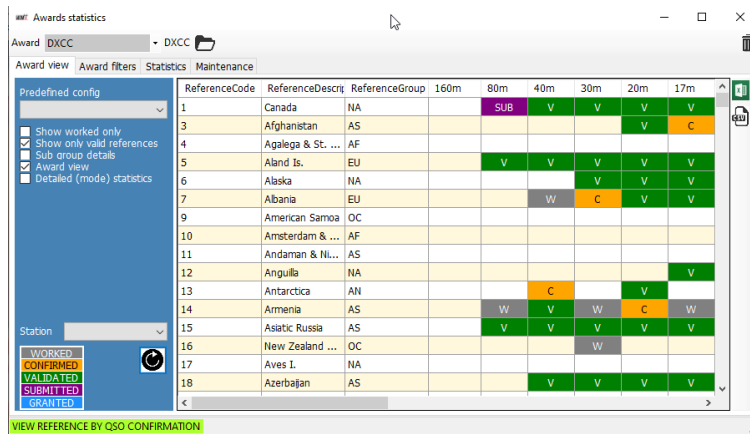 Awards statistics
Award DXCC DXCC
Award view Award filters Statistics Maintenance
Predefined config
Show worked only
Show only valid references
Sub group details
Award view
Detailed (mode) statistics
Station
WORKED
CONFIRMED
VALIDATED
SUBMITTED
GRANTED
ReferenceCode ReferenceDescrip ReferenceGroup 160m 80m 40m 30m 20m 17m
1 Canada NA SUB V V V V
3 Afghanistan AS V C
4 Agalega & St. ... AF
5 Aland Is. EU V V V V V
6 Alaska NA V V V
7 Albania EU W C V V
9 American Samoa OC
10 Amsterdam & ... AF
11 Andaman & Ni... AS
12 Anguilla NA V
13 Antarctica AN C V
14 Armenia AS W V W C W
15 Asiatic Russia AS V V V V V
16 New Zealand ... OC W
17 Aves I. NA
18 Azerbaijan AS V V V V
CSV
VIEW REFERENCE BY QSO CONFIRMATION